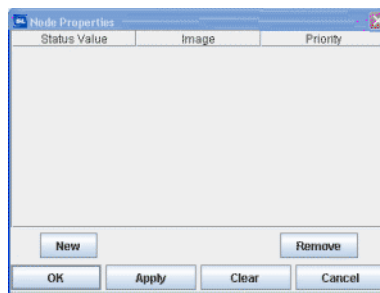 Node Properties
Status Value Image Priority
New Remove
OK Apply Clear Cancel